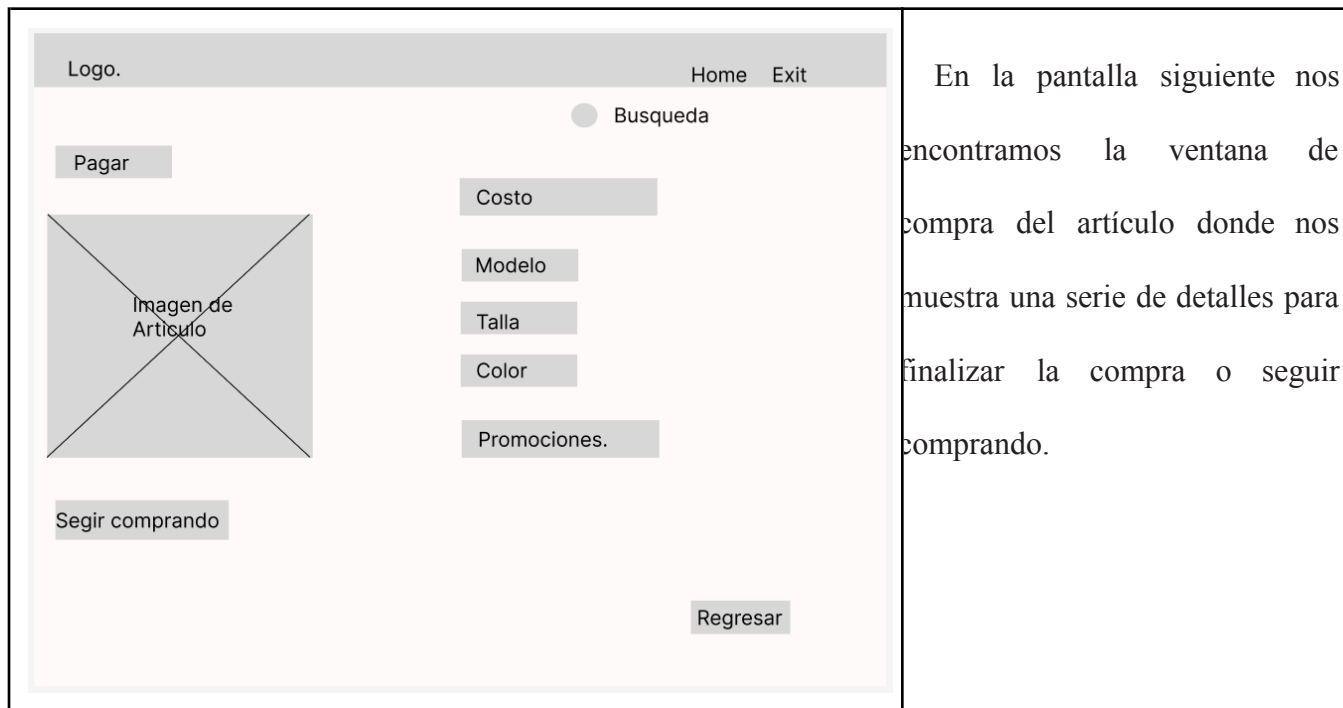 Logo.
Home Exit
Busqueda
Pagar
Costo
Modelo
Imagen de
Articulo
Talla
Color
Promociones.
Segir comprando
Regresar
En la pantalla siguiente nos
encontramos la ventana de
compra del artículo donde nos
muestra una serie de detalles para
finalizar la compra o seguir
comprando.